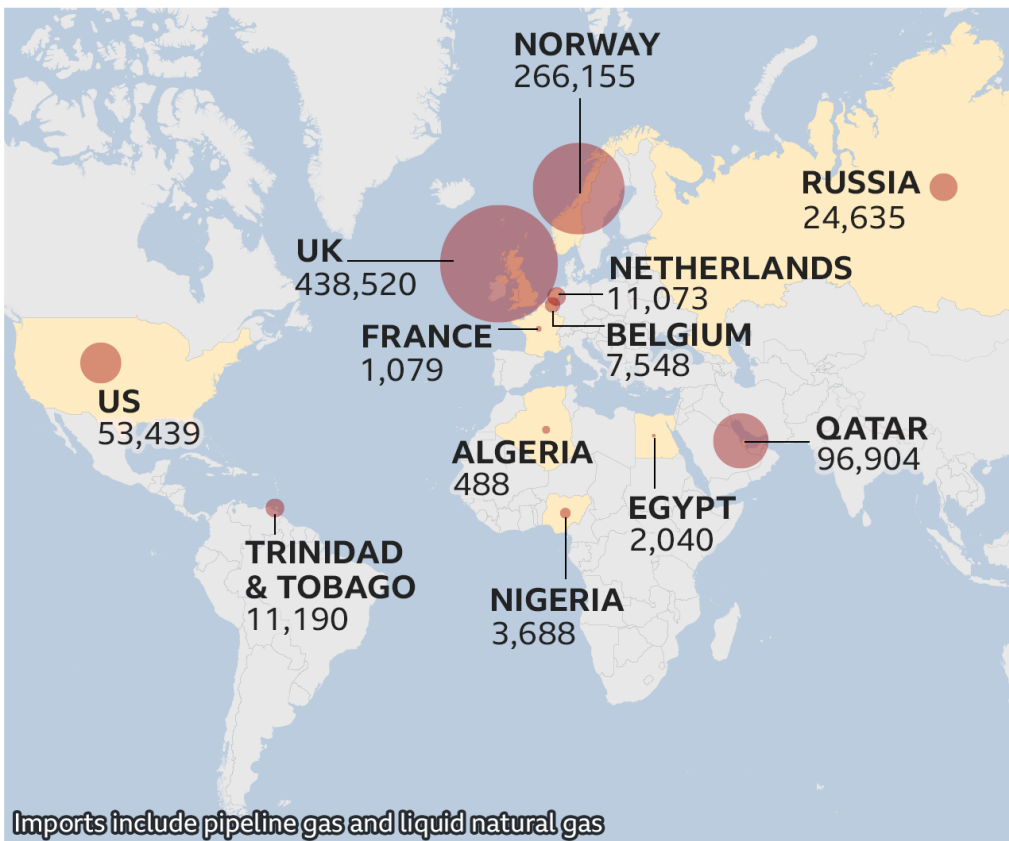 NORWAY
266,155
RUSSIA
24,635
UK
438,520
NETHERLANDS
11,073
FRANCE
1,079
BELGIUM
7,548
US
53,439
QATAR
96,904
ALGERIA
488
EGYPT
2,040
TRINIDAD
& TOBAGO
11,190
NIGERIA
3,688
Imports include pipeline gas and liquid natural gas